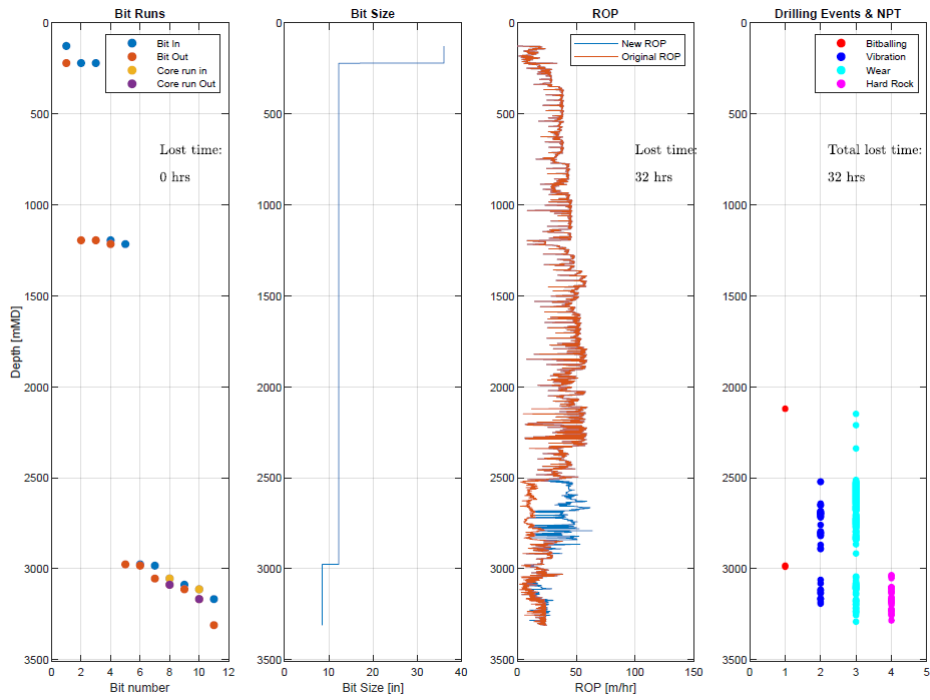 Bit Runs
Bit In
Bit Out
Core run in
Core run Out
Lost time:
0 hrs
0
500
1000
1500
2000
2500
3000
3500
Depth [mMD]
0 2 4 6 8 10 12
Bit number
Bit Size
0
500
1000
1500
2000
2500
3000
3500
0 10 20 30 40
Bit Size [in]
ROP
New ROP
Original ROP
Lost time:
32 hrs
0
500
1000
1500
2000
2500
3000
3500
0 50 100 150
ROP [m/hr]
Drilling Events & NPT
Bitballing
Vibration
Wear
Hard Rock
Total lost time:
32 hrs
0
500
1000
1500
2000
2500
3000
3500
0 1 2 3 4 5